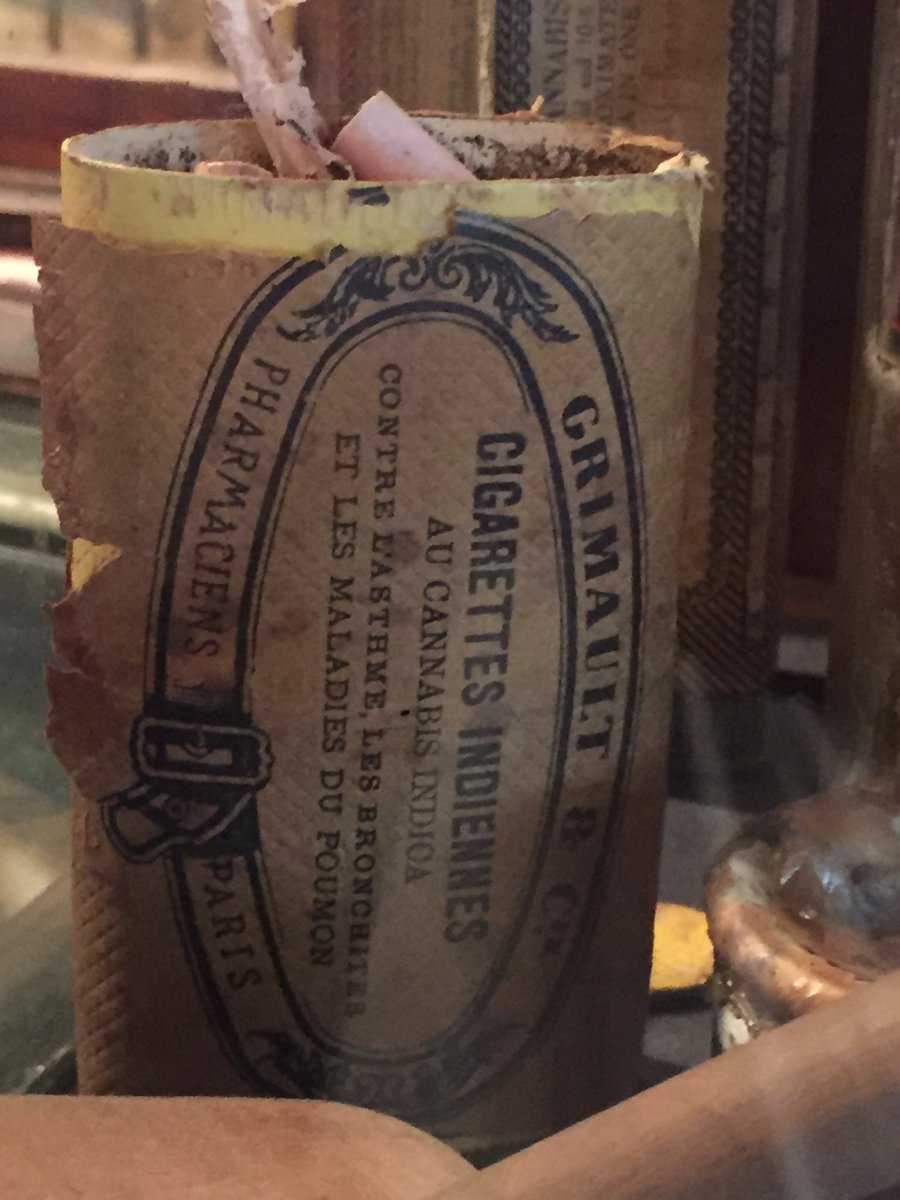 GRIMAULT & Cie
CIGARETTES INDIENNES
AU CANNABIS INDICA
CONTRE L'ASTHME, LES BRONCHITES
ET LES MALADIES DU POUMON
PHARMACIENS
PARIS